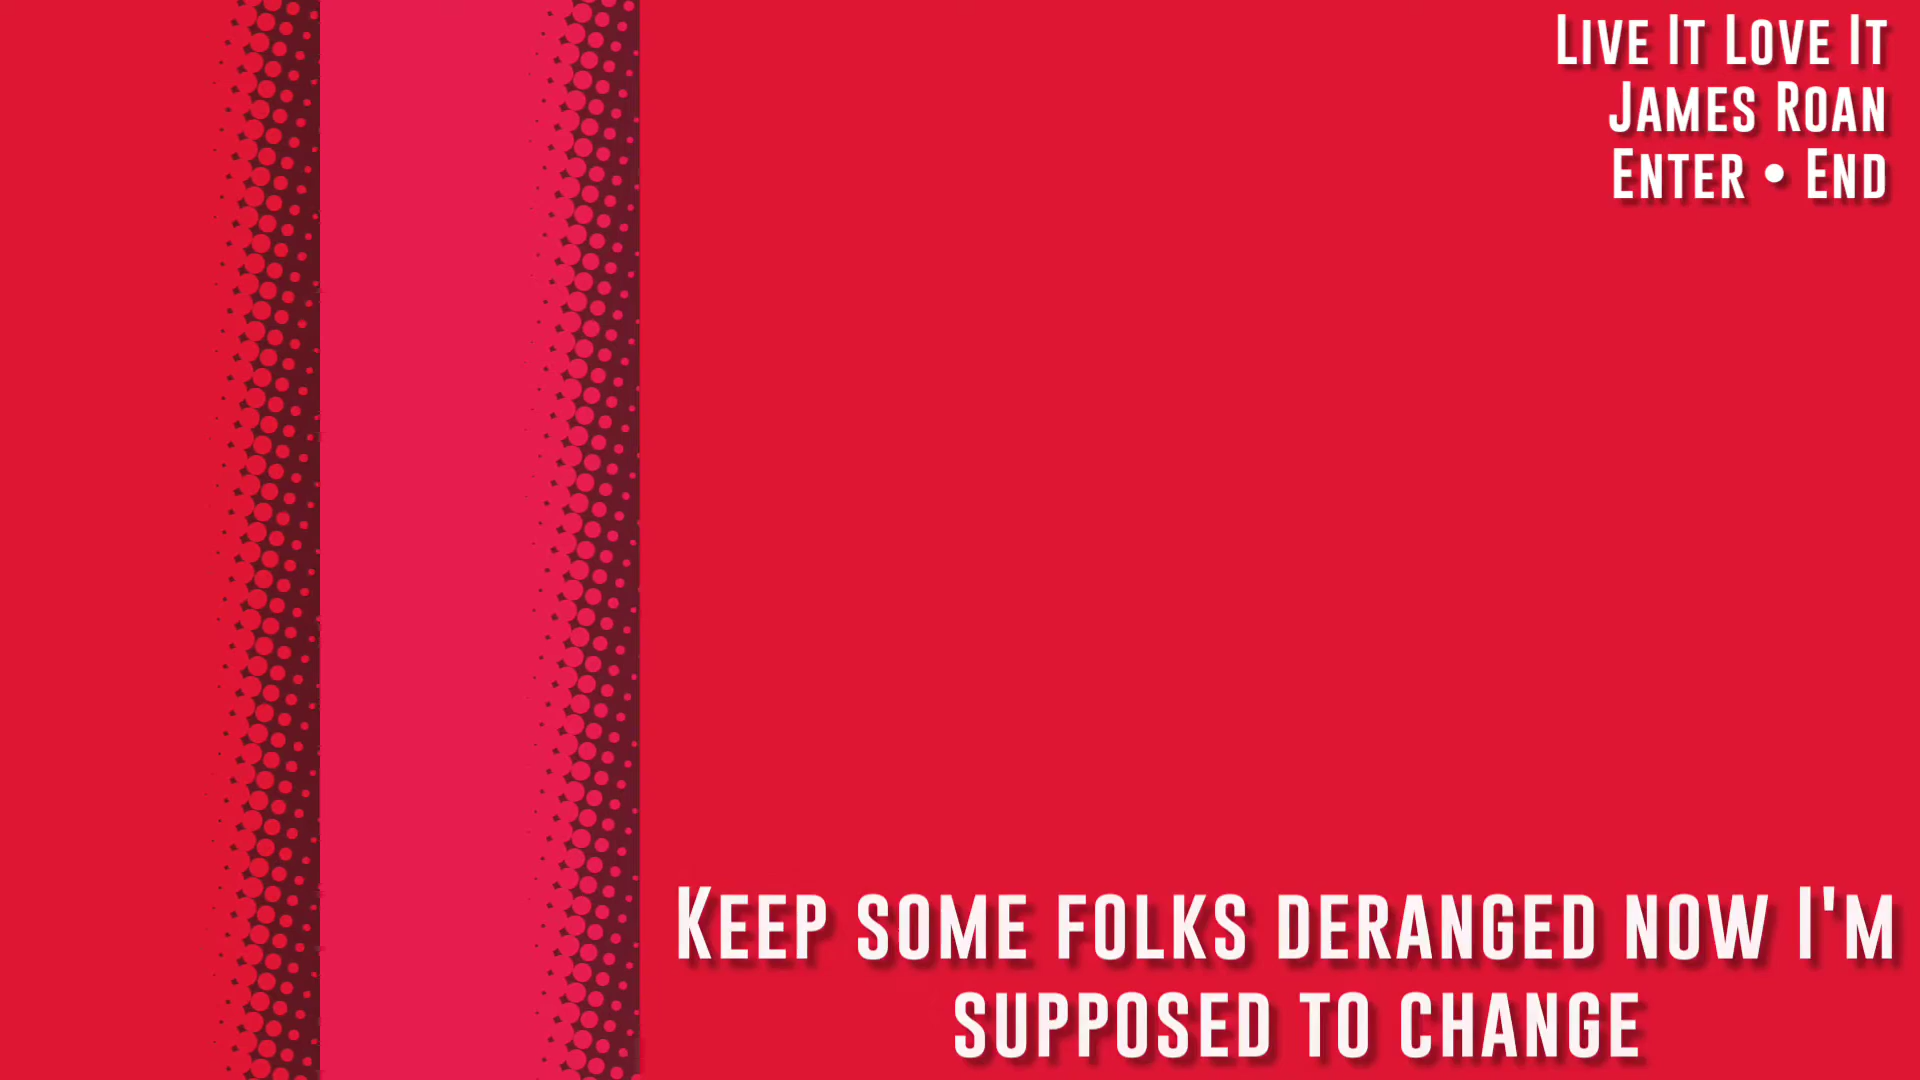 Live It Love It
James Roan
Enter • End
Keep some folks deranged now I'm
supposed to change